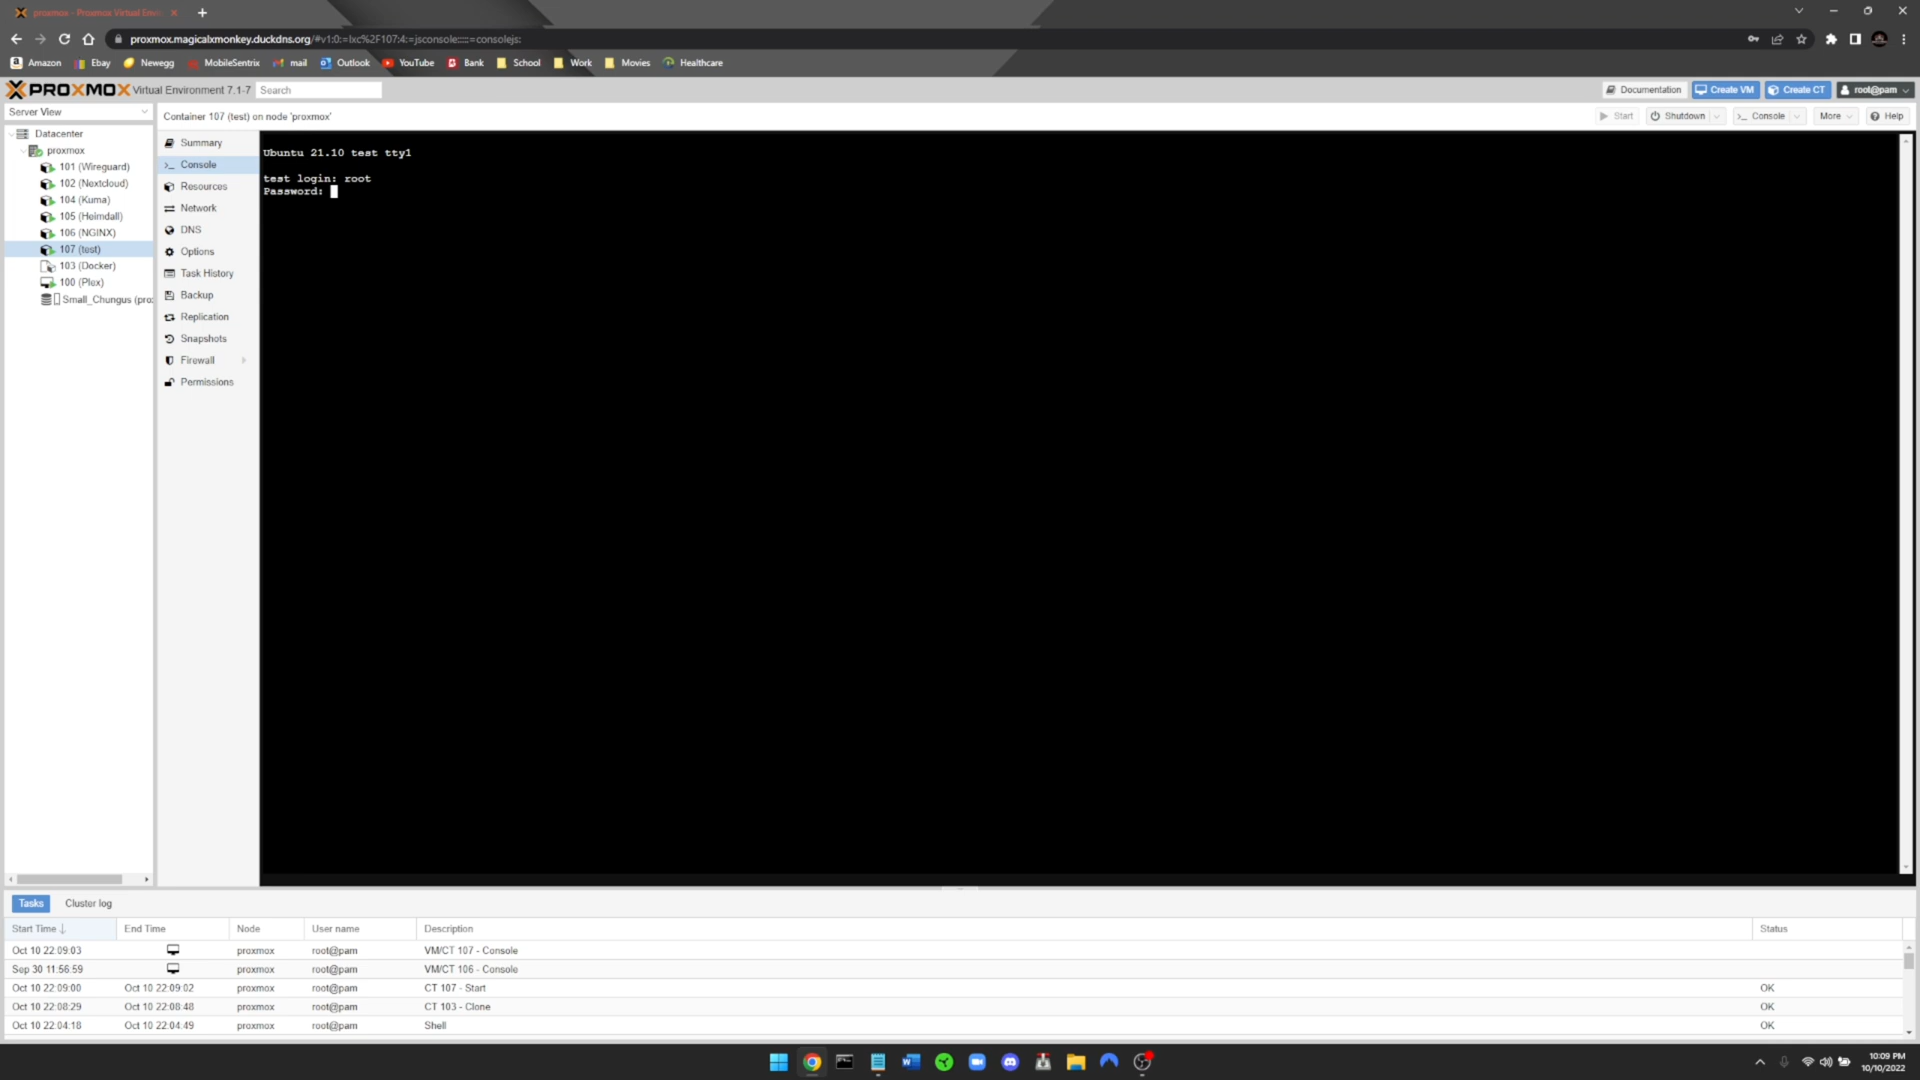 proxmox - Proxmox Virtual Envi
proxmox.magicalxmonkey.duckdns.org/#v1:0:=lxc%2F107:4:=jsconsole:::::=consolejs:
Amazon Ebay Newegg MobileSentrix mail Outlook YouTube Bank School Work Movies Healthcare
PROXMOX Virtual Environment 7.1-7 Search Documentation Create VM Create CT root@pam
Server View
Container 107 (test) on node 'proxmox' Start Shutdown >_ Console More Help
Datacenter
proxmox
101 (Wireguard)
102 (Nextcloud)
104 (Kuma)
105 (Heimdall)
106 (NGINX)
107 (test)
103 (Docker)
100 (Plex)
Small_Chungus (prox
Summary
>_ Console
Resources
Network
DNS
Options
Task History
Backup
Replication
Snapshots
Firewall
Permissions
Ubuntu 21.10 test tty1
test login: root
Password:
Tasks Cluster log
Start Time End Time Node User name Description Status
Oct 10 22:09:03 proxmox root@pam VM/CT 107 - Console
Sep 30 11:56:59 proxmox root@pam VM/CT 106 - Console
Oct 10 22:09:00 Oct 10 22:09:02 proxmox root@pam CT 107 - Start OK
Oct 10 22:08:29 Oct 10 22:08:48 proxmox root@pam CT 103 - Clone OK
Oct 10 22:04:18 Oct 10 22:04:49 proxmox root@pam Shell OK
10:09 PM
10/10/2022